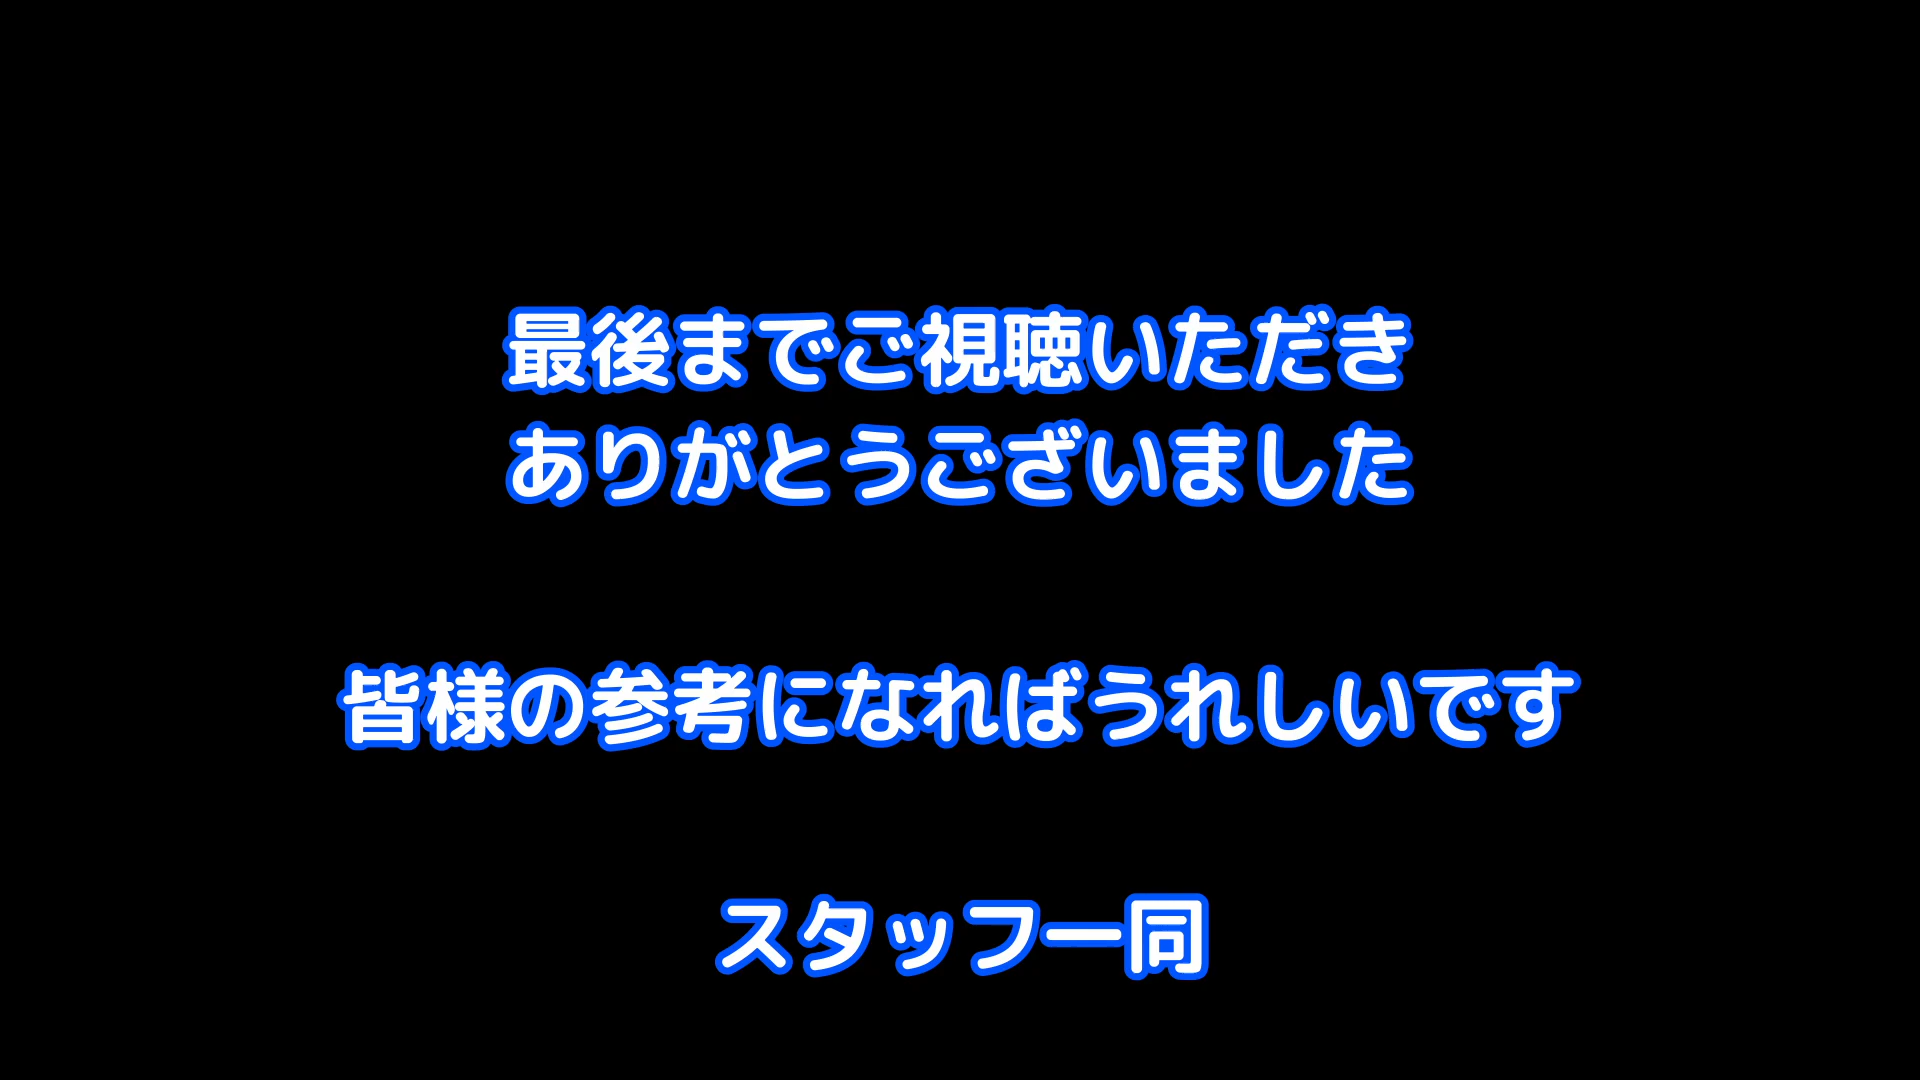 最後までご視聴いただき
ありがとうございました
皆様の参考になればうれしいです
スタッフ一同